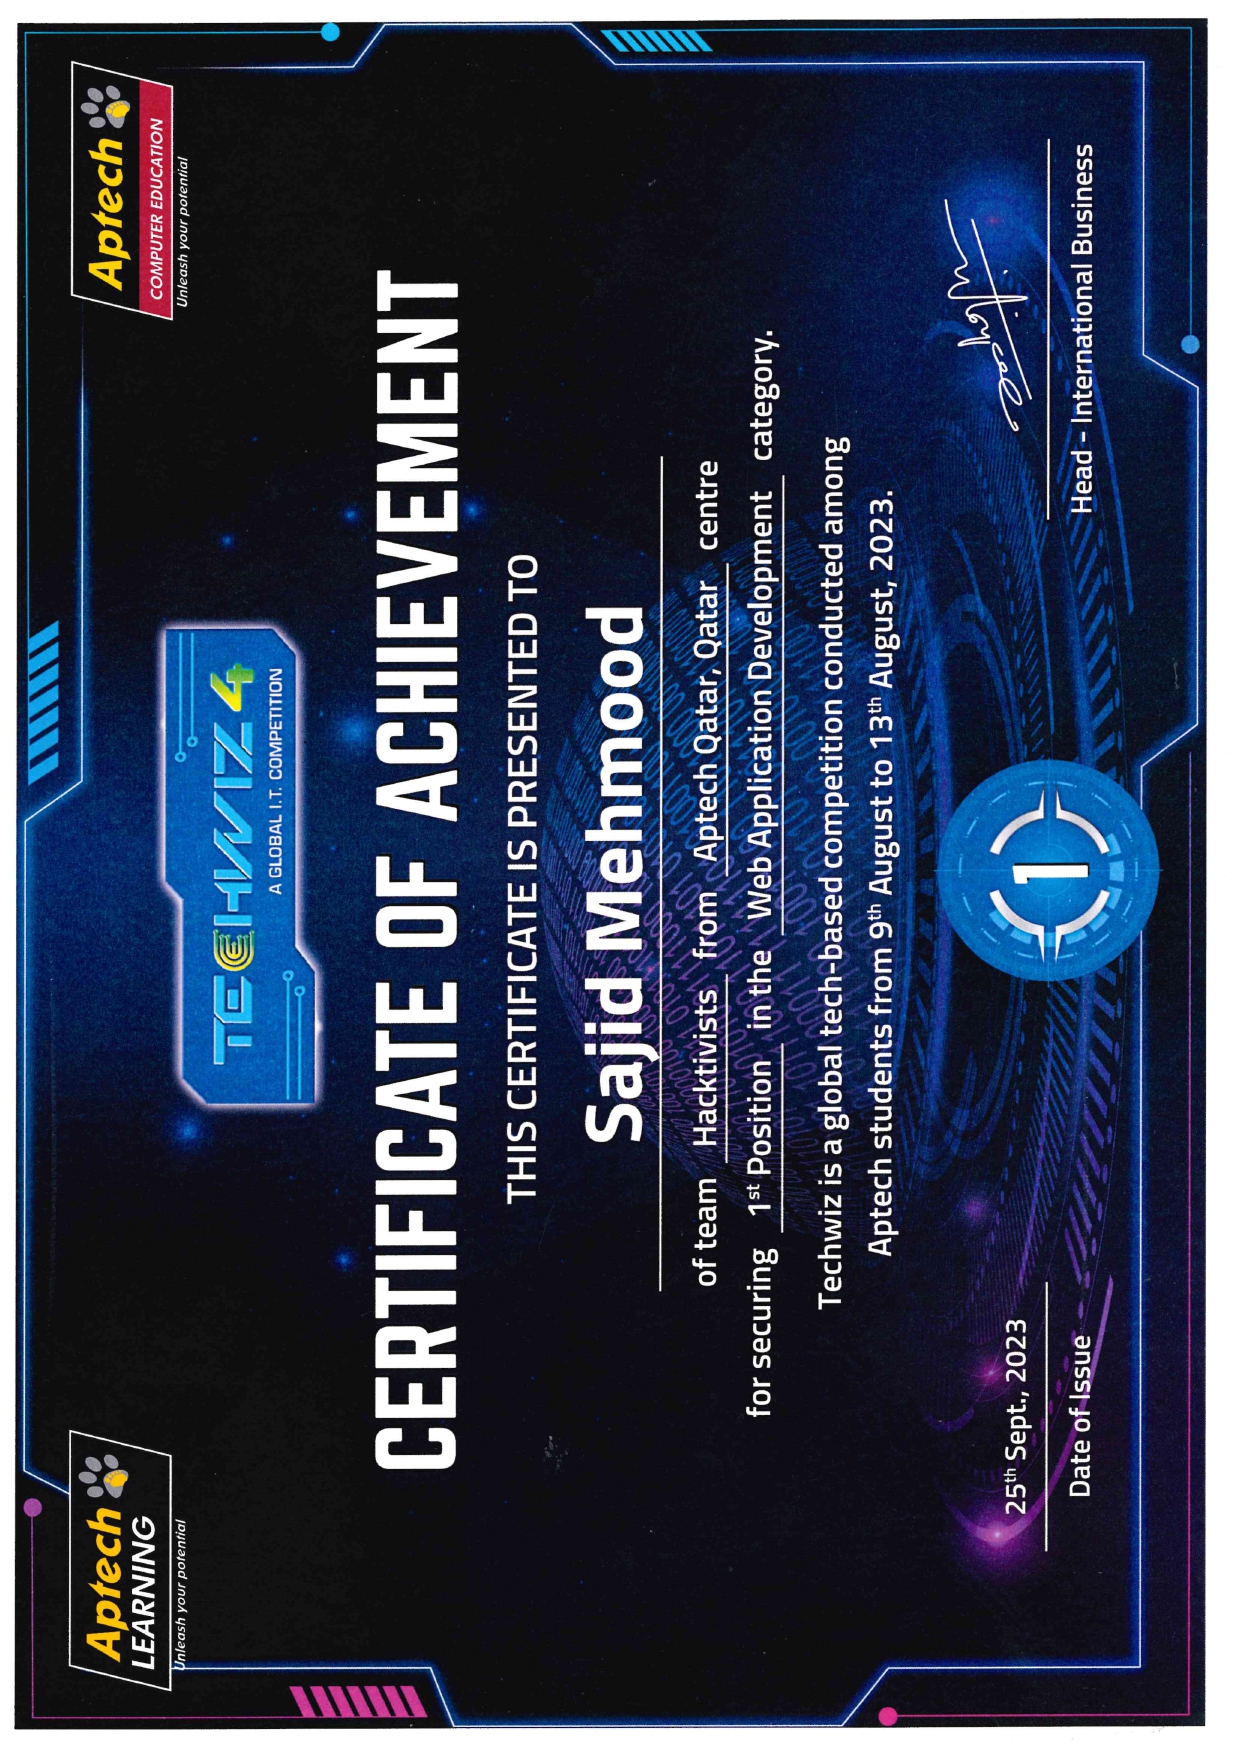 Aptech
LEARNING
Unleash your potential
Aptech
COMPUTER EDUCATION
Unleash your potential
TECHWIZ 4
A GLOBAL I.T. COMPETITION
CERTIFICATE OF ACHIEVEMENT
THIS CERTIFICATE IS PRESENTED TO
Sajid Mehmood
of team Hacktivists from Aptech Qatar, Qatar centre
for securing 1st Position in the Web Application Development category.
Techwiz is a global tech-based competition conducted among
Aptech students from 9th August to 13th August, 2023.
25th Sept., 2023
Date of Issue
1
Head - International Business